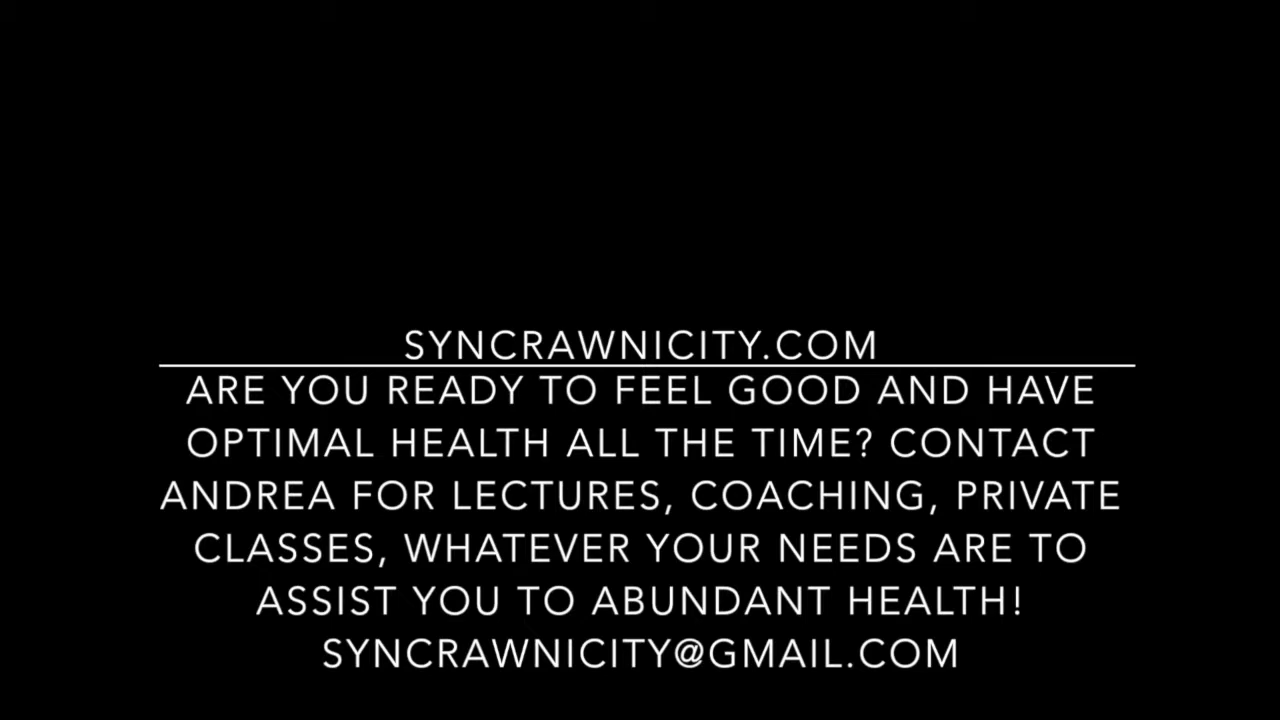 SYNCRAWNICITY.COM
ARE YOU READY TO FEEL GOOD AND HAVE
OPTIMAL HEALTH ALL THE TIME? CONTACT
ANDREA FOR LECTURES, COACHING, PRIVATE
CLASSES, WHATEVER YOUR NEEDS ARE TO
ASSIST YOU TO ABUNDANT HEALTH!
SYNCRAWNICITY@GMAIL.COM